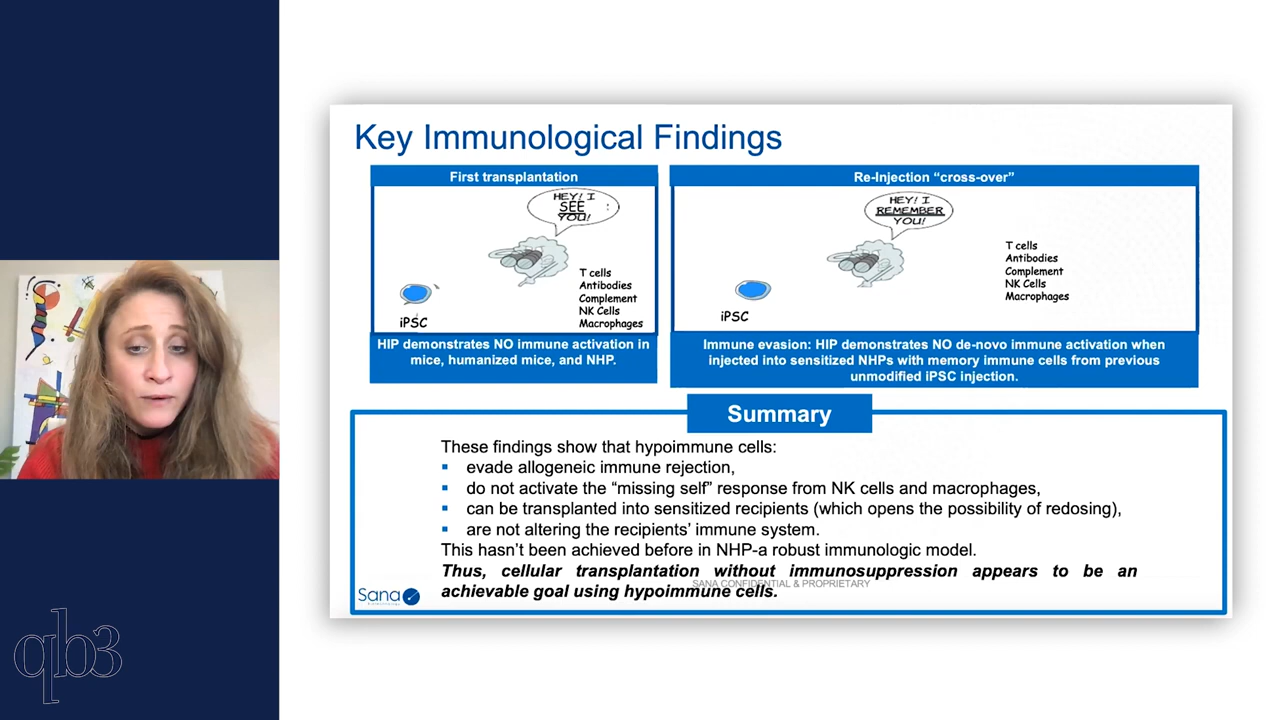 Key Immunological Findings
First transplantation
HEY! I
SEE
YOU!
T cells
Antibodies
Complement
NK Cells
Macrophages
iPSC
HIP demonstrates NO immune activation in
mice, humanized mice, and NHP.
Re-Injection “cross-over”
HEY! I
REMEMBER
YOU!
T cells
Antibodies
Complement
NK Cells
Macrophages
iPSC
Immune evasion: HIP demonstrates NO de-novo immune activation when
injected into sensitized NHPs with memory immune cells from previous
unmodified iPSC injection.
Summary
These findings show that hypoimmune cells:
▪ evade allogeneic immune rejection,
▪ do not activate the “missing self” response from NK cells and macrophages,
▪ can be transplanted into sensitized recipients (which opens the possibility of redosing),
▪ are not altering the recipients’ immune system.
This hasn’t been achieved before in NHP-a robust immunologic model.
Thus, cellular transplantation without immunosuppression appears to be an
achievable goal using hypoimmune cells.
SANA CONFIDENTIAL & PROPRIETARY
Sana
qb3